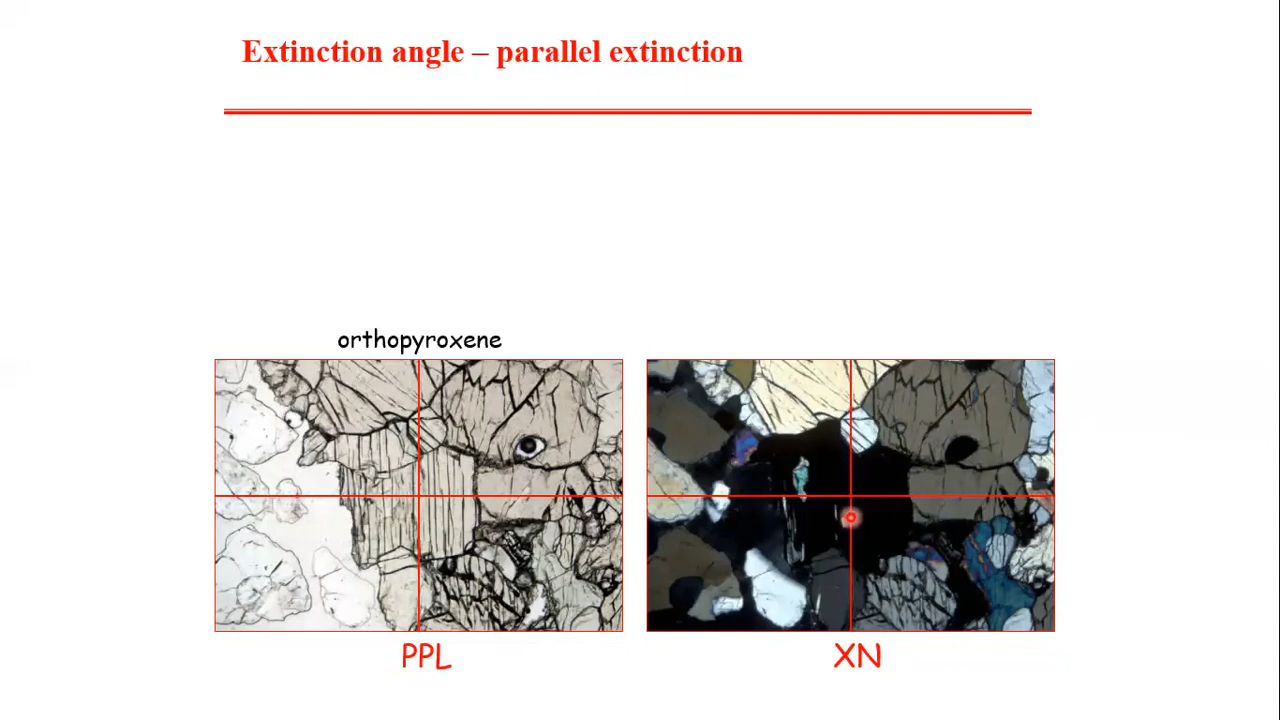 Extinction angle – parallel extinction
orthopyroxene
PPL
XN